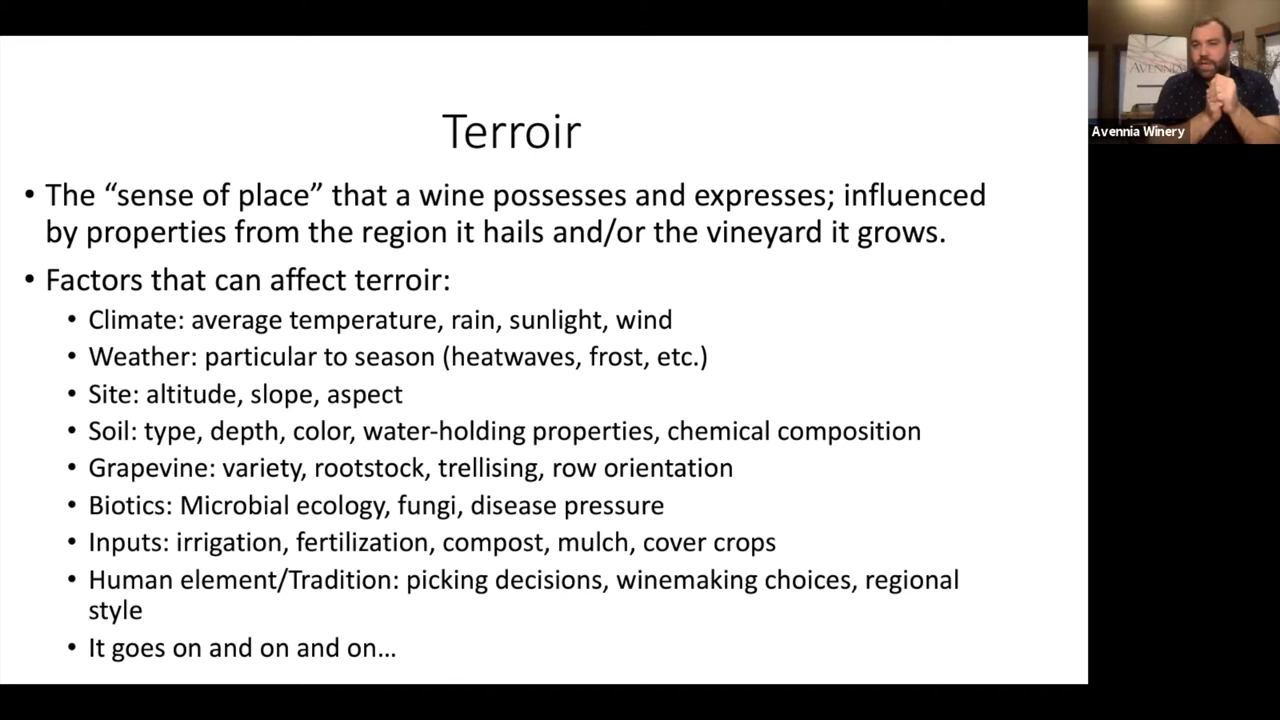 Terroir
• The “sense of place” that a wine possesses and expresses; influenced
by properties from the region it hails and/or the vineyard it grows.
• Factors that can affect terroir:
• Climate: average temperature, rain, sunlight, wind
• Weather: particular to season (heatwaves, frost, etc.)
• Site: altitude, slope, aspect
• Soil: type, depth, color, water-holding properties, chemical composition
• Grapevine: variety, rootstock, trellising, row orientation
• Biotics: Microbial ecology, fungi, disease pressure
• Inputs: irrigation, fertilization, compost, mulch, cover crops
• Human element/Tradition: picking decisions, winemaking choices, regional
style
• It goes on and on and on…
AVENNIA
Avennia Winery